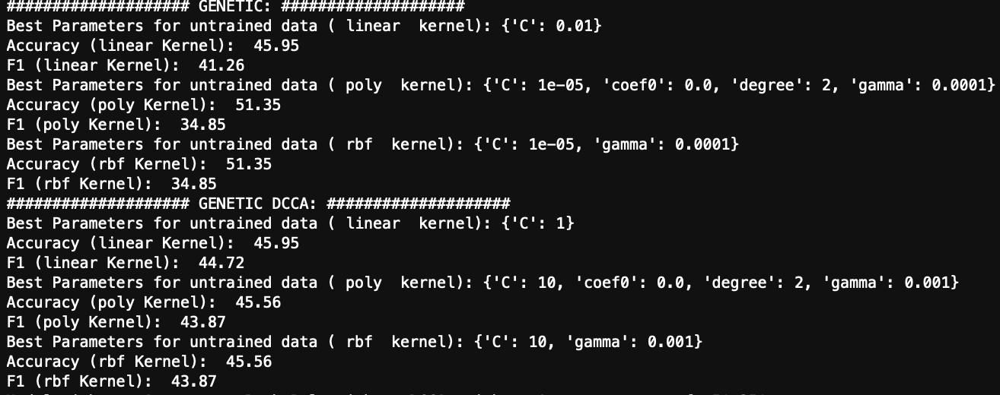 #################### GENETIC: ####################
Best Parameters for untrained data ( linear  kernel): {'C': 0.01}
Accuracy (linear Kernel):  45.95
F1 (linear Kernel):  41.26
Best Parameters for untrained data ( poly  kernel): {'C': 1e-05, 'coef0': 0.0, 'degree': 2, 'gamma': 0.0001}
Accuracy (poly Kernel):  51.35
F1 (poly Kernel):  34.85
Best Parameters for untrained data ( rbf  kernel): {'C': 1e-05, 'gamma': 0.0001}
Accuracy (rbf Kernel):  51.35
F1 (rbf Kernel):  34.85
#################### GENETIC DCCA: ####################
Best Parameters for untrained data ( linear  kernel): {'C': 1}
Accuracy (linear Kernel):  45.95
F1 (linear Kernel):  44.72
Best Parameters for untrained data ( poly  kernel): {'C': 10, 'coef0': 0.0, 'degree': 2, 'gamma': 0.001}
Accuracy (poly Kernel):  45.56
F1 (poly Kernel):  43.87
Best Parameters for untrained data ( rbf  kernel): {'C': 10, 'gamma': 0.001}
Accuracy (rbf Kernel):  45.56
F1 (rbf Kernel):  43.87